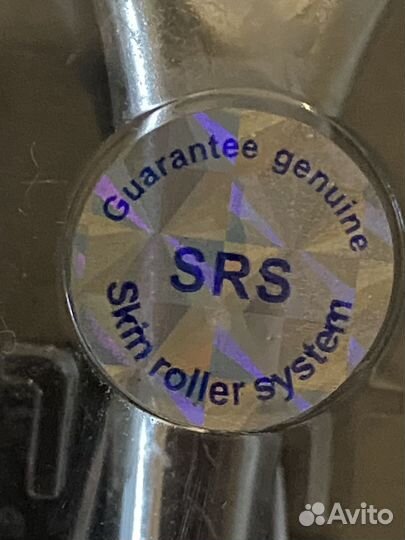 Guarantee genuine
SRS
Skin roller system
Avito